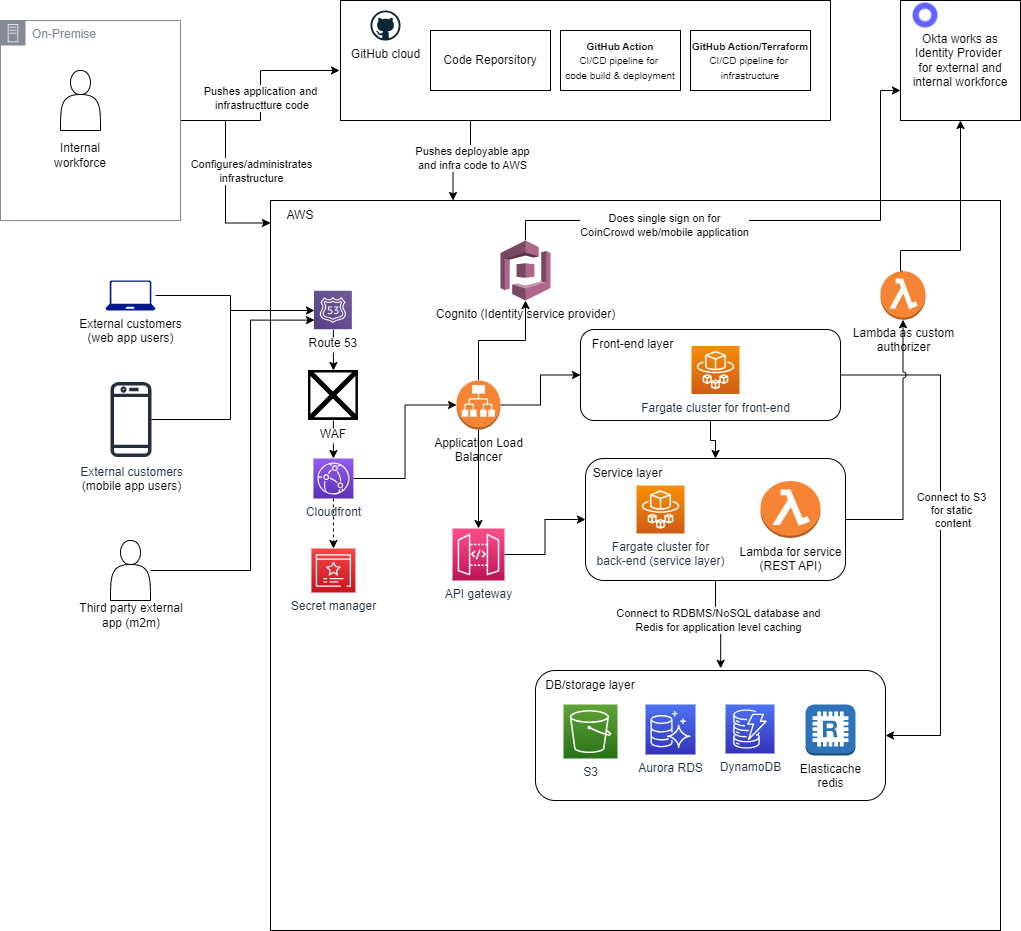 On-Premise
Internal
workforce
GitHub cloud
Code Reporsitory
GitHub Action
CI/CD pipeline for
code build & deployment
GitHub Action/Terraform
CI/CD pipeline for
infrastructure
Okta works as
Identity Provider
for external and
internal workforce
Pushes application and
infrastrutture code
Configures/administrates
infrastructure
Pushes deployable app
and infra code to AWS
AWS
Does single sign on for
CoinCrowd web/mobile application
Cognito (Identity service provider)
Lambda as custom
authorizer
External customers
(web app users)
External customers
(mobile app users)
Third party external
app (m2m)
53
Route 53
WAF
Cloudfront
Secret manager
Application Load
Balancer
API gateway
Front-end layer
Fargate cluster for front-end
Service layer
Fargate cluster for
back-end (service layer)
Lambda for service
(REST API)
Connect to S3
for static
content
Connect to RDBMS/NoSQL database and
Redis for application level caching
DB/storage layer
S3
Aurora RDS
DynamoDB
R
Elasticache
redis